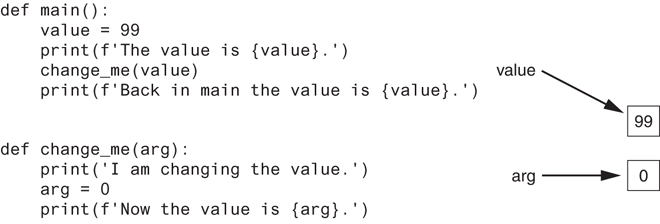 def main():
    value = 99
    print(f'The value is {value}.')
    change_me(value)
    print(f'Back in main the value is {value}.')
value
99
def change_me(arg):
    print('I am changing the value.')
    arg = 0
    print(f'Now the value is {arg}.')
arg
0